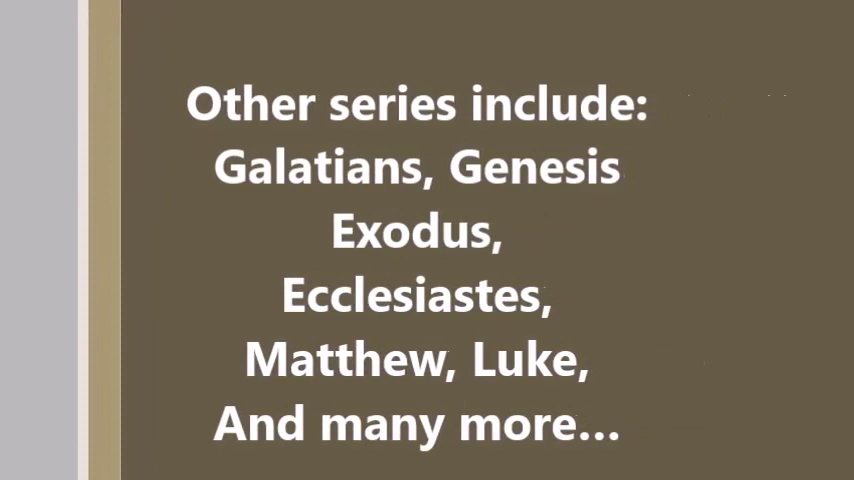 Other series include:
Galatians, Genesis
Exodus,
Ecclesiastes,
Matthew, Luke,
And many more...